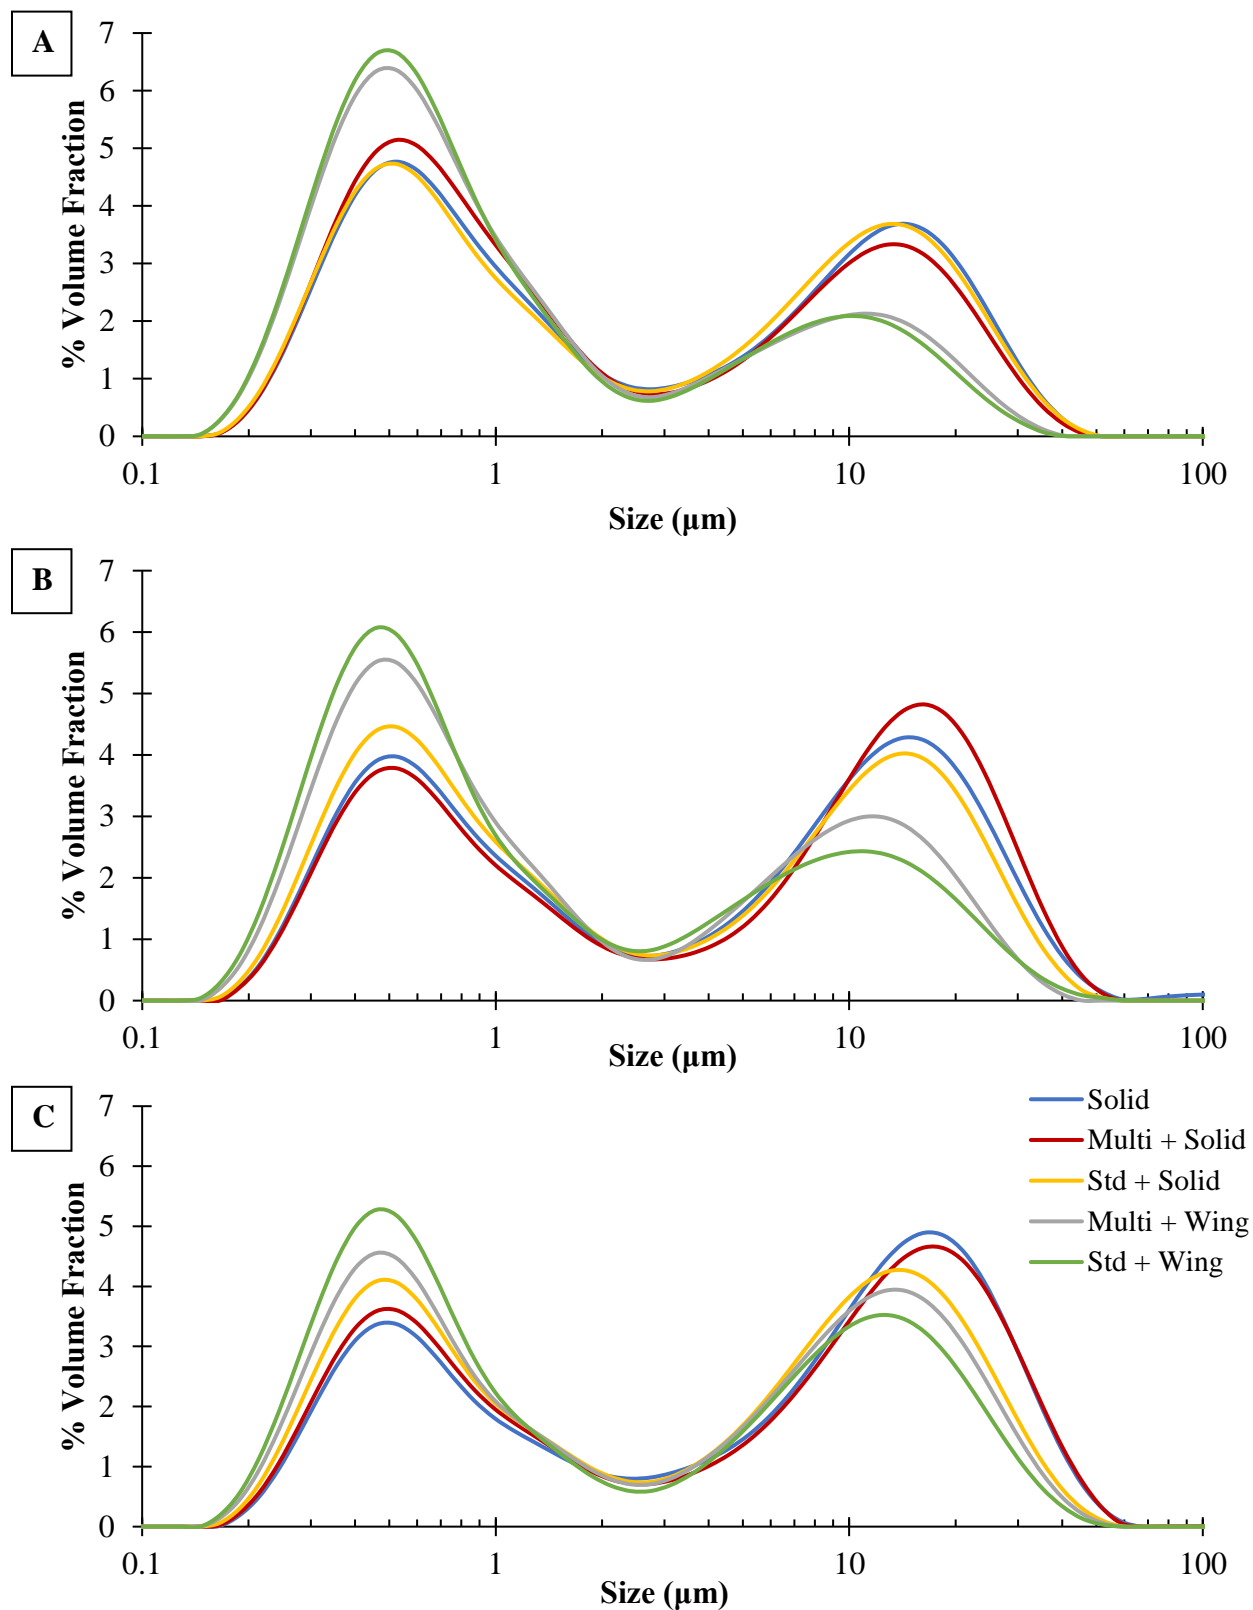 A
7
6
5
4
3
2
1
0
% Volume Fraction
0.1 1 10 100
Size (µm)
B
7
6
5
4
3
2
1
0
% Volume Fraction
0.1 1 10 100
Size (µm)
C
7
6
5
4
3
2
1
0
% Volume Fraction
Solid
Multi + Solid
Std + Solid
Multi + Wing
Std + Wing
0.1 1 10 100
Size (µm)